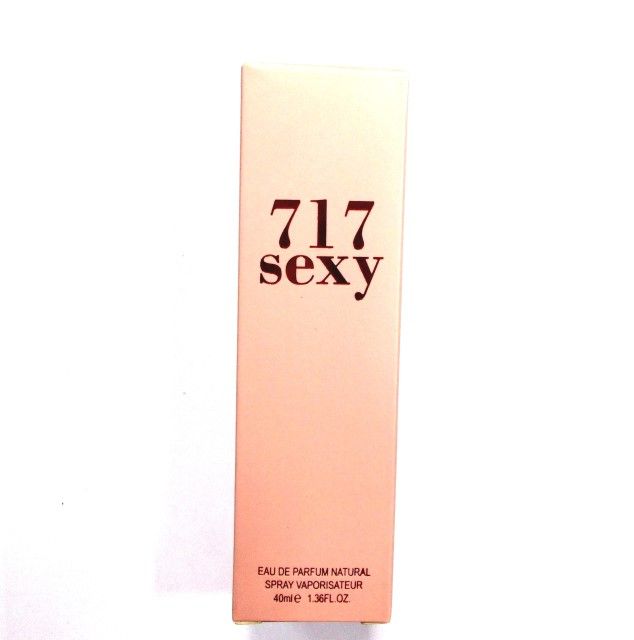 717
sexy
EAU DE PARFUM NATURAL
SPRAY VAPORISATEUR
40ml℮ 1.36FL.OZ.